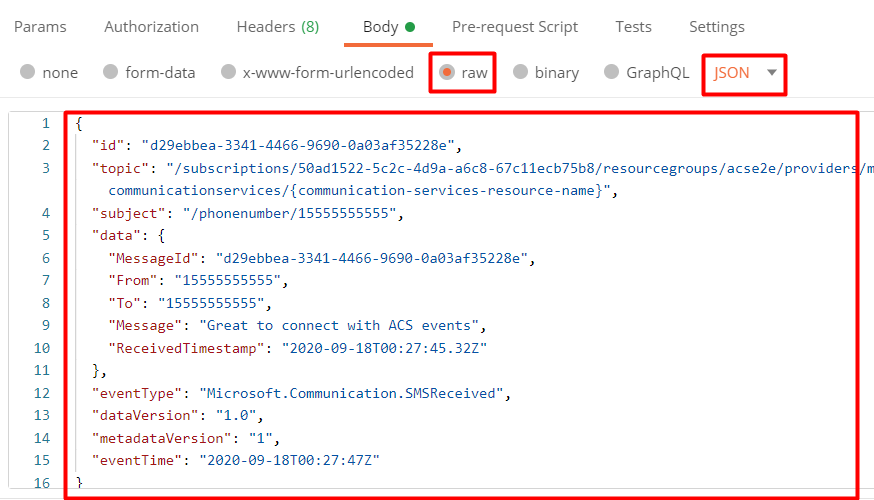 Params Authorization Headers (8) Body Pre-request Script Tests Settings
none form-data x-www-form-urlencoded raw binary GraphQL JSON
1 {
2 "id": "d29ebbea-3341-4466-9690-0a03af35228e",
3 "topic": "/subscriptions/50ad1522-5c2c-4d9a-a6c8-67c11ecb75b8/resourcegroups/acse2e/providers/m
communicationservices/{communication-services-resource-name}",
4 "subject": "/phonenumber/15555555555",
5 "data": {
6 "MessageId": "d29ebbea-3341-4466-9690-0a03af35228e",
7 "From": "15555555555",
8 "To": "15555555555",
9 "Message": "Great to connect with ACS events",
10 "ReceivedTimestamp": "2020-09-18T00:27:45.32Z"
11 },
12 "eventType": "Microsoft.Communication.SMSReceived",
13 "dataVersion": "1.0",
14 "metadataVersion": "1",
15 "eventTime": "2020-09-18T00:27:47Z"
16 }